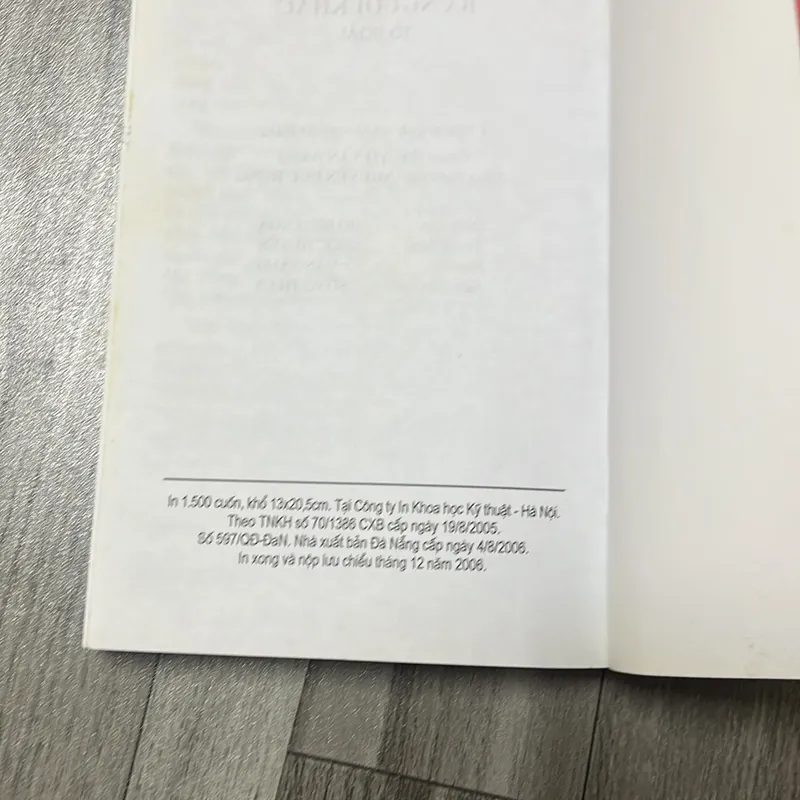 In 1.500 cuốn, khổ 13x20,5cm. Tại Công ty In Khoa học Kỹ thuật - Hà Nội.
Theo TNKH số 70/1386 CXB cấp ngày 19/8/2005.
Số 597/QĐ-ĐaN. Nhà xuất bản Đà Nẵng cấp ngày 4/8/2006.
In xong và nộp lưu chiểu tháng 12 năm 2006.